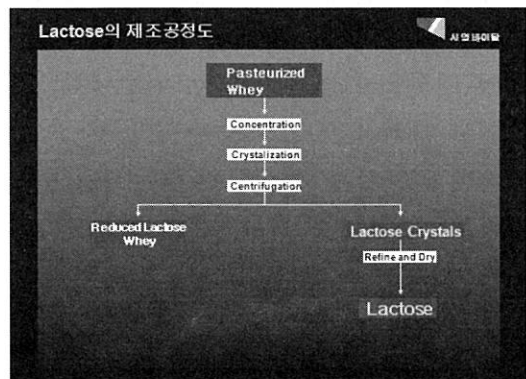 Lactose의 제조공정도
Pasteurized
Whey
Concentration
Crystalization
Centrifugation
Reduced Lactose
Whey
Lactose Crystals
Refine and Dry
Lactose